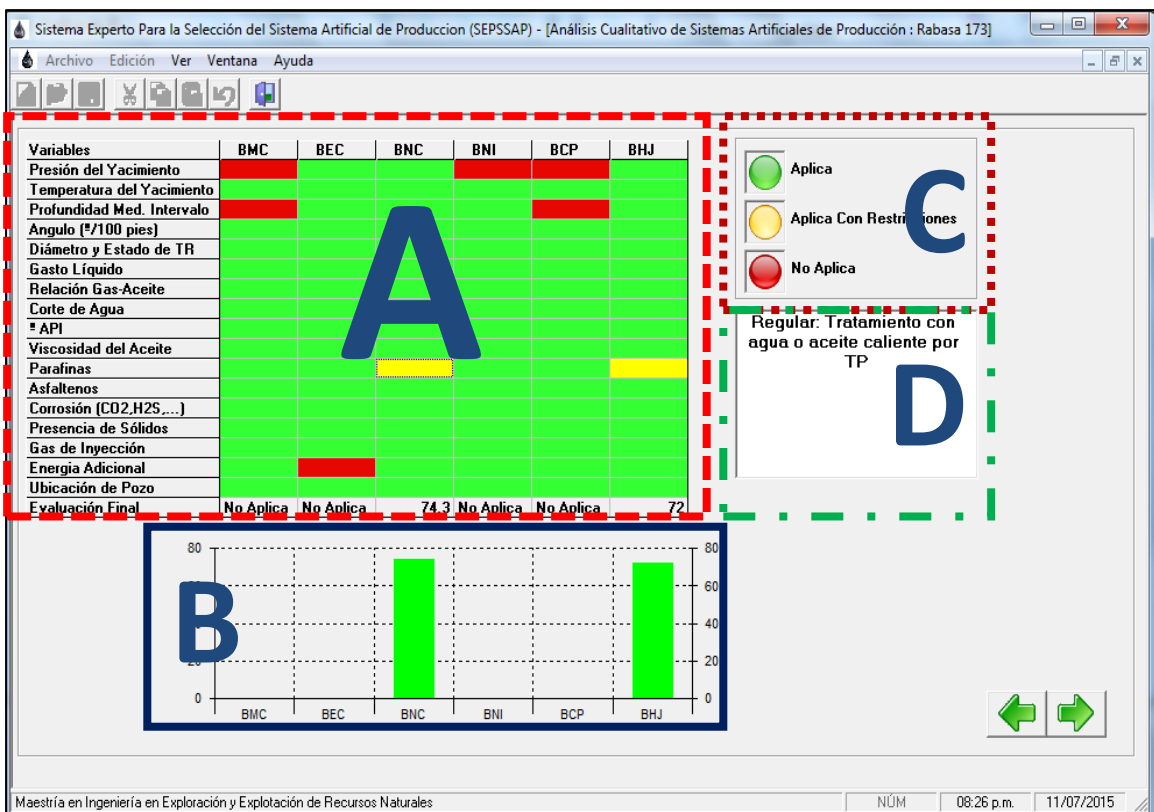 Sistema Experto Para la Selección del Sistema Artificial de Produccion (SEPSSAP) - [Análisis Cualitativo de Sistemas Artificiales de Producción : Rabasa 173]
Archivo Edición Ver Ventana Ayuda
Variables BMC BEC BNC BNI BCP BHJ
Presión del Yacimiento
Temperatura del Yacimiento
Profundidad Med. Intervalo
Angulo (º/100 pies)
Diámetro y Estado de TR
Gasto Líquido
Relación Gas-Aceite
Corte de Agua
º API
Viscosidad del Aceite
Parafinas
Asfaltenos
Corrosión (CO2,H2S,...)
Presencia de Sólidos
Gas de Inyección
Energia Adicional
Ubicación de Pozo
Evaluación Final No Aplica No Aplica 74.3 No Aplica No Aplica 72
A
Aplica
Aplica Con Restricciones
No Aplica
C
Regular: Tratamiento con
agua o aceite caliente por
TP
D
80 80
60
40
20 20
0 0
B
BMC BEC BNC BNI BCP BHJ
Maestría en Ingeniería en Exploración y Explotación de Recursos Naturales NÚM 08:26 p.m. 11/07/2015